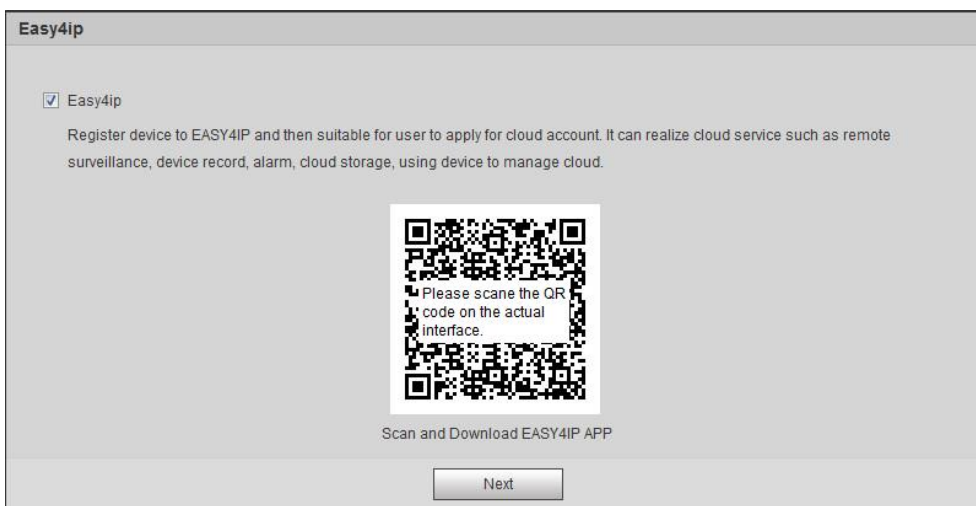 Easy4ip
Easy4ip
Register device to EASY4IP and then suitable for user to apply for cloud account. It can realize cloud service such as remote
surveillance, device record, alarm, cloud storage, using device to manage cloud.
Please scane the QR
code on the actual
interface.
Scan and Download EASY4IP APP
Next